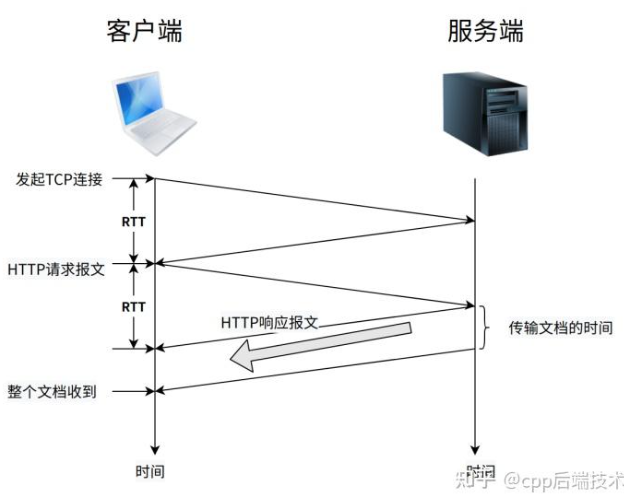 客户端
服务端
发起TCP连接
RTT
HTTP请求报文
RTT
HTTP响应报文
传输文档的时间
整个文档收到
时间
时间
知乎 @cpp后端技术